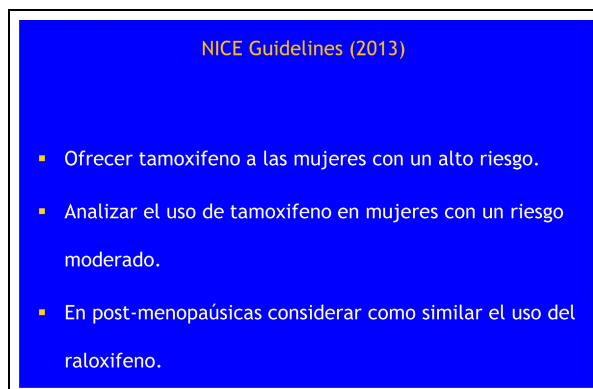 NICE Guidelines (2013)
▪ Ofrecer tamoxifeno a las mujeres con un alto riesgo.
▪ Analizar el uso de tamoxifeno en mujeres con un riesgo
moderado.
▪ En post-menopaúsicas considerar como similar el uso del
raloxifeno.